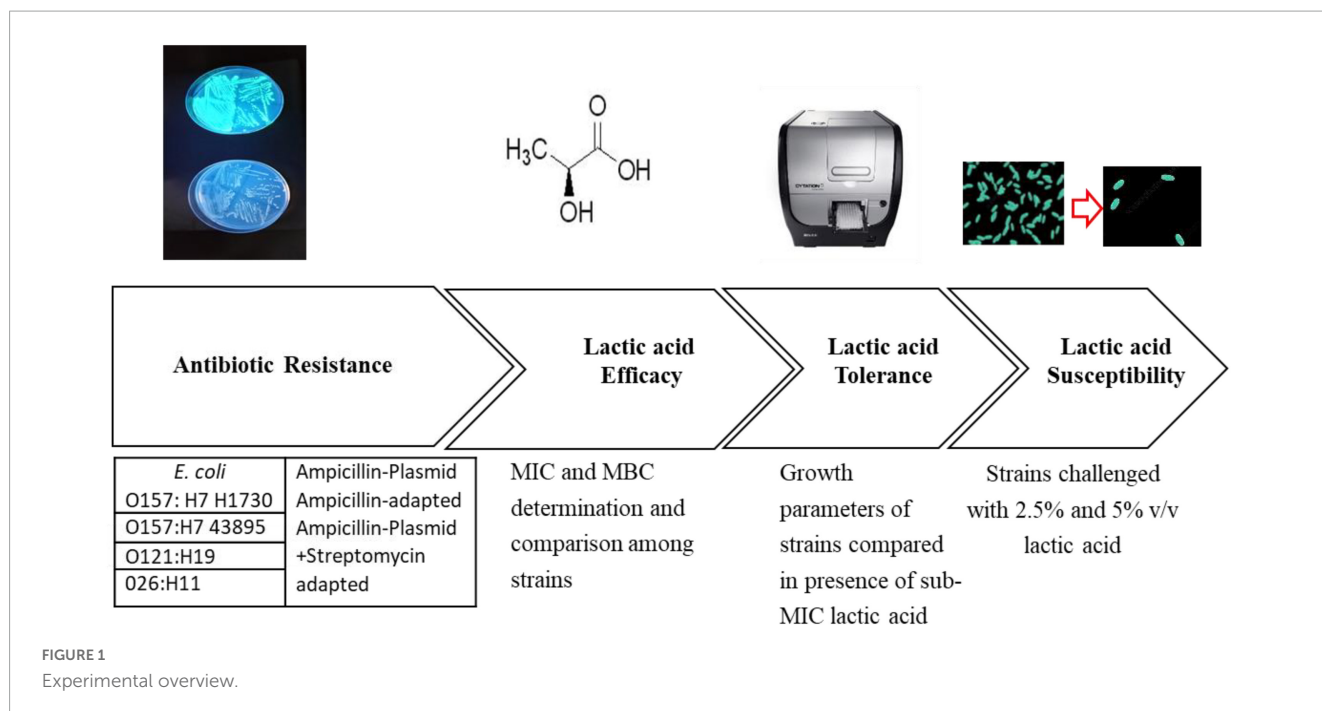 O
H₃C
OH
OH
CYTATION 5
Antibiotic Resistance
Lactic acid
Efficacy
Lactic acid
Tolerance
Lactic acid
Susceptibility
E. coli
O157: H7 H1730
O157:H7 43895
O121:H19
026:H11
Ampicillin-Plasmid
Ampicillin-adapted
Ampicillin-Plasmid
+Streptomycin
adapted
MIC and MBC
determination and
comparison among
strains
Growth
parameters of
strains compared
in presence of sub-
MIC lactic acid
Strains challenged
with 2.5% and 5% v/v
lactic acid
FIGURE 1
Experimental overview.